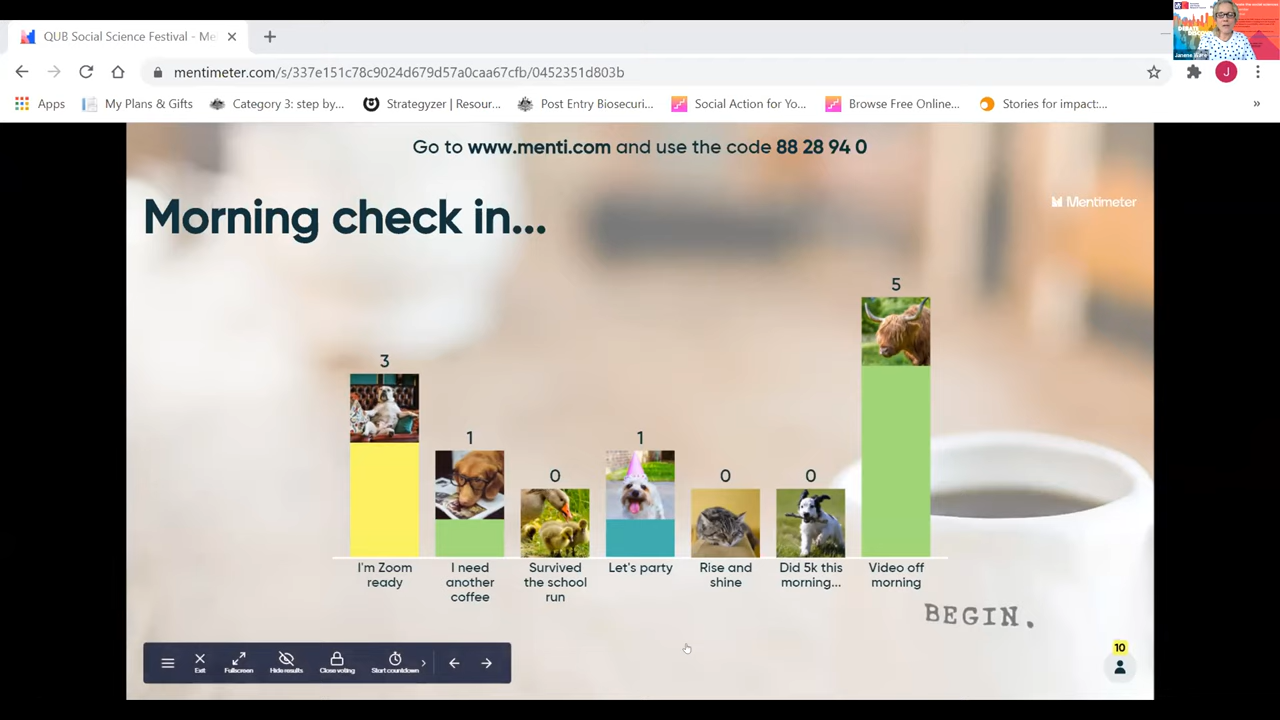 QUB Social Science Festival - Me
mentimeter.com/s/337e151c78c9024d679d57a0caa67cfb/0452351d803b
J
Apps
My Plans & Gifts
Category 3: step by...
Strategyzer | Resour...
Post Entry Biosecuri...
Social Action for Yo...
Browse Free Online...
Stories for impact:...
»
Go to www.menti.com and use the code 88 28 94 0
Mentimeter
Morning check in...
5
3
1
1
0
0
0
I'm Zoom
ready
I need
another
coffee
Survived
the school
run
Let's party
Rise and
shine
Did 5k this
morning...
Video off
morning
BEGIN.
Exit
Fullscreen
Hide results
Close voting
Start countdown
10